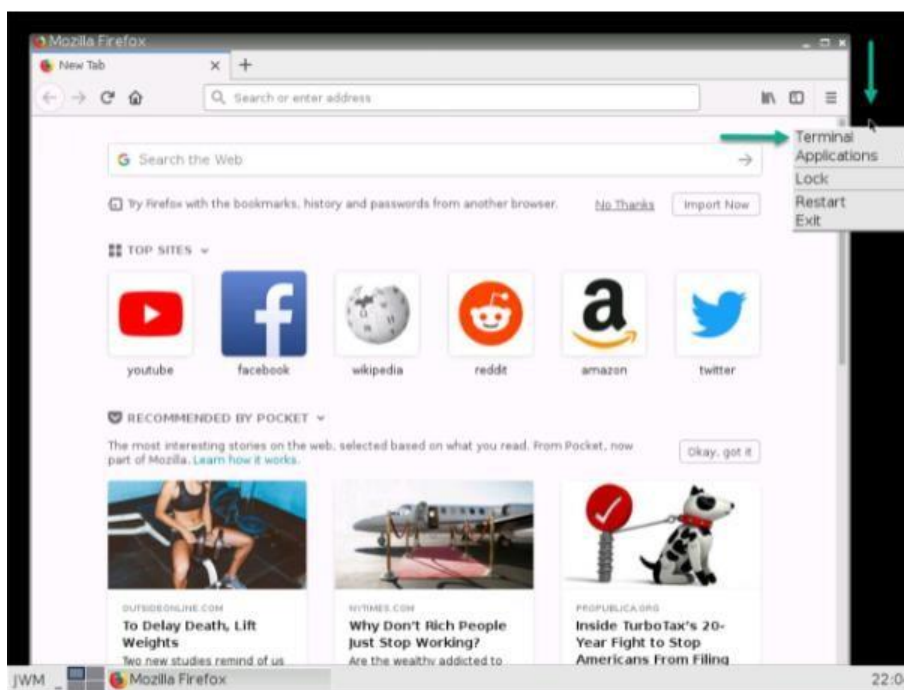 Mozilla Firefox
New Tab
Search or enter address
Terminal
Applications
Lock
Restart
Exit
G Search the Web
Try Firefox with the bookmarks, history and passwords from another browser. No Thanks Import Now
TOP SITES
f
a
youtube facebook wikipedia reddit amazon twitter
RECOMMENDED BY POCKET
The most interesting stories on the web, selected based on what you read. From Pocket, now
part of Mozilla. Learn how it works.
Okay, got it
OUTSIDEONLINE.COM
To Delay Death, Lift
Weights
Two new studies remind of us
NYTIMES.COM
Why Don't Rich People
Just Stop Working?
Are the wealthy addicted to
PROPUBLICA.ORG
Inside TurboTax's 20-
Year Fight to Stop
Americans From Filing
JWM _ Mozilla Firefox